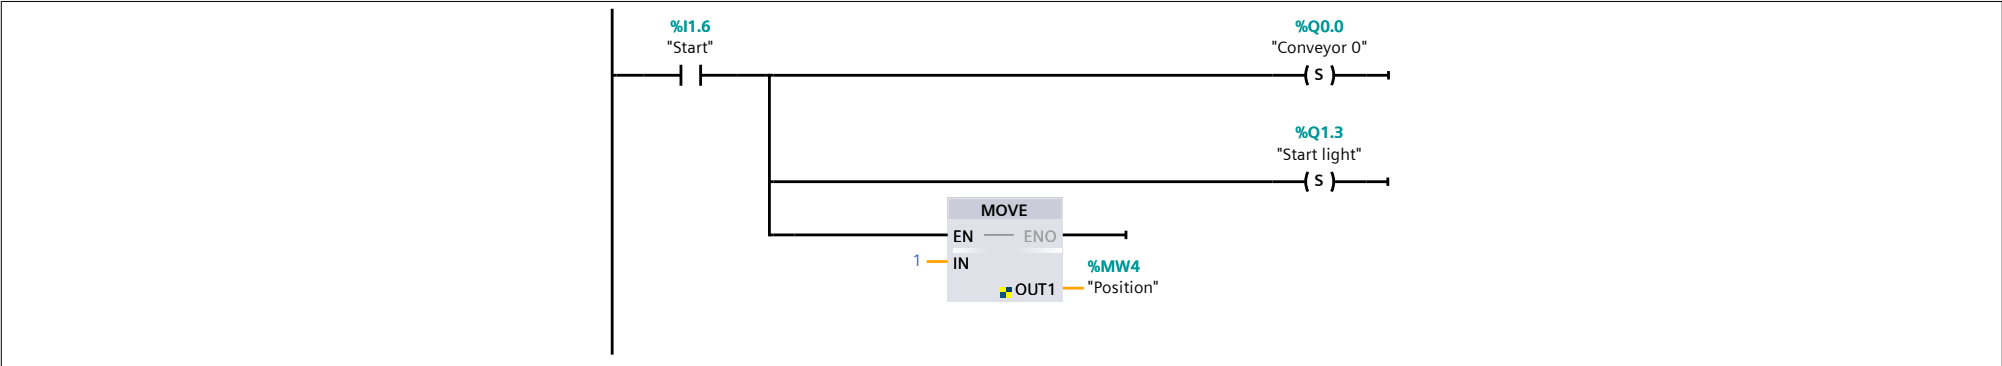 %I1.6
"Start"
%Q0.0
"Conveyor 0"
S
%Q1.3
"Start light"
S
MOVE
EN ENO
1 IN
%MW4
OUT1 "Position"